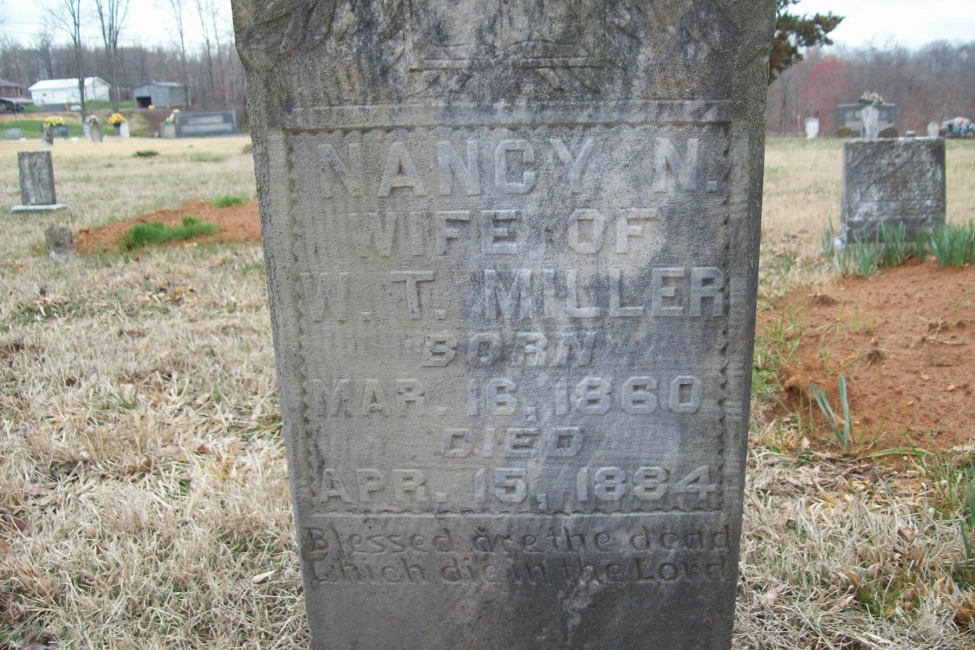 NANCY N.
WIFE OF
W. T. MILLER
BORN
MAR. 16, 1860
DIED
APR. 15, 1884
Blessed are the dead
which die in the Lord